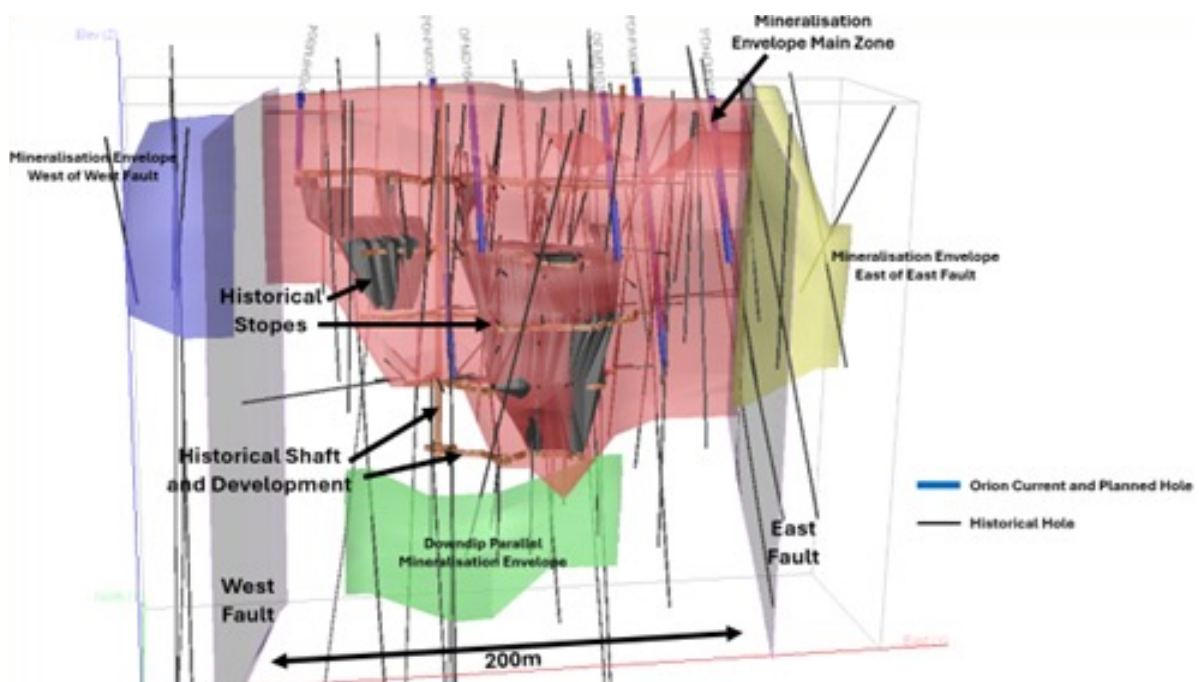 Mineralisation
Envelope Main Zone
Elev (Z)
Mineralisation Envelope
West of West Fault
Mineralisation Envelope
East of East Fault
Historical
Stopes
Historical Shaft
and Development
Orion Current and Planned Hole
Historical Hole
Downdip Parallel
Mineralisation Envelope
East
Fault
West
Fault
200m